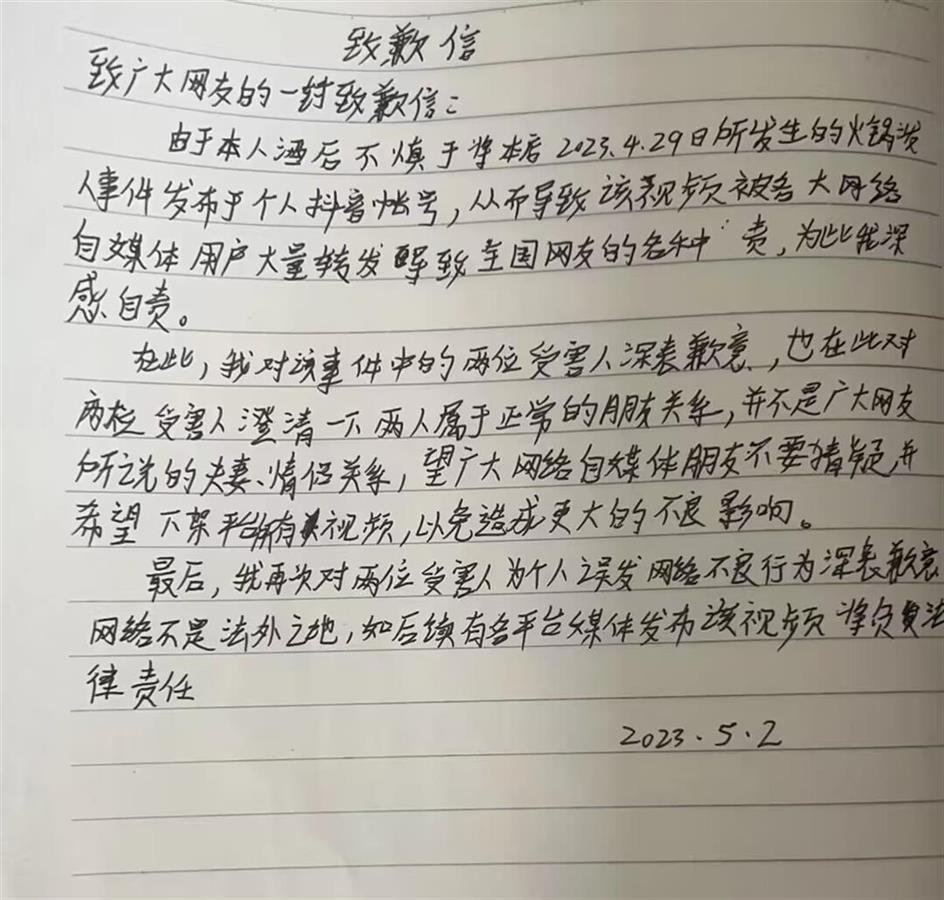 致歉信
致广大网友的一封致歉信：
由于本人酒后不慎于将本店2023.4.29日所发生的火锅泼
人事件发布于个人抖音帐号，从而导致该视频被各大网络
自媒体用户大量转发导致全国网友的各种 责，为此我深
感自责。
在此，我对该事件中的两位受害人深表歉意，也在此对
两位受害人澄清一下两人属于正常的朋友关系，并不是广大网友
所说的夫妻、情侣关系，望广大网络自媒体朋友不要猜疑，并
希望下架平台所有 视频，以免造成更大的不良影响。
最后，我再次对两位受害人为个人误发网络不良行为深表歉意
网络不是法外之地，如后续有各平台媒体发布该视频将负 法
律责任
2023.5.2